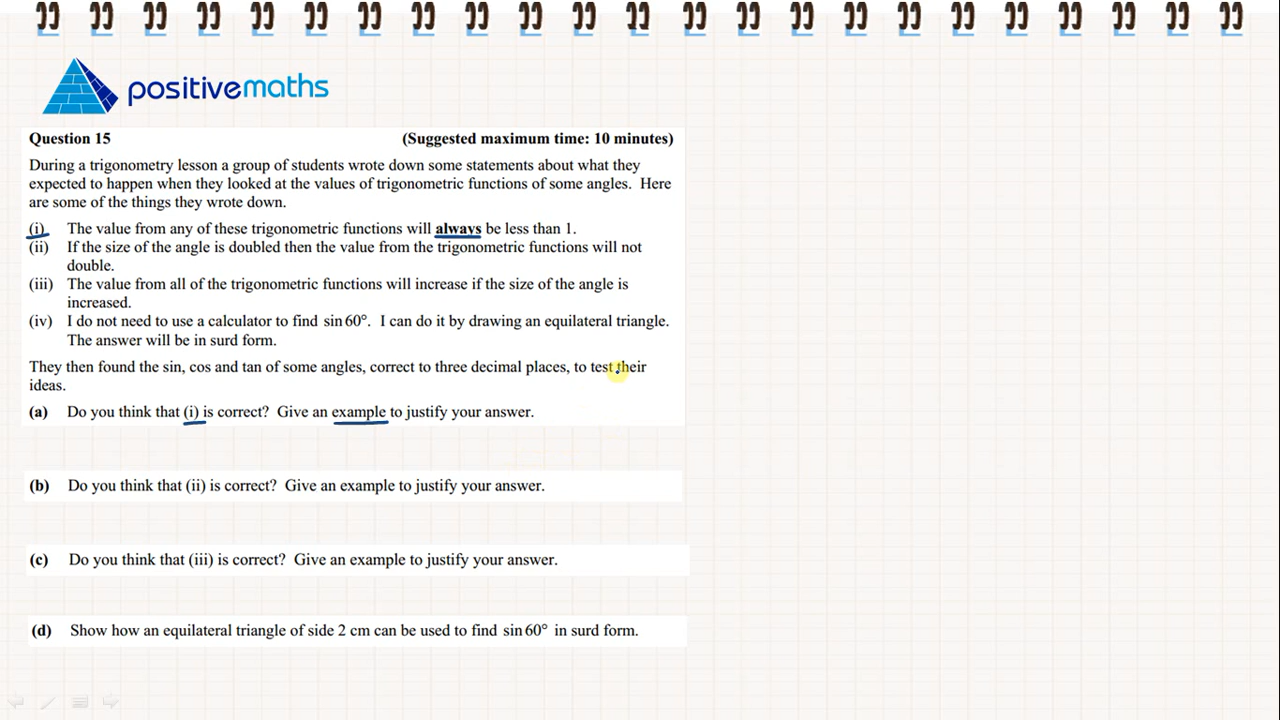 positivemaths
Question 15 (Suggested maximum time: 10 minutes)
During a trigonometry lesson a group of students wrote down some statements about what they
expected to happen when they looked at the values of trigonometric functions of some angles. Here
are some of the things they wrote down.
(i) The value from any of these trigonometric functions will always be less than 1.
(ii) If the size of the angle is doubled then the value from the trigonometric functions will not
double.
(iii) The value from all of the trigonometric functions will increase if the size of the angle is
increased.
(iv) I do not need to use a calculator to find sin 60°. I can do it by drawing an equilateral triangle.
The answer will be in surd form.
They then found the sin, cos and tan of some angles, correct to three decimal places, to test their
ideas.
(a) Do you think that (i) is correct? Give an example to justify your answer.
(b) Do you think that (ii) is correct? Give an example to justify your answer.
(c) Do you think that (iii) is correct? Give an example to justify your answer.
(d) Show how an equilateral triangle of side 2 cm can be used to find sin 60° in surd form.